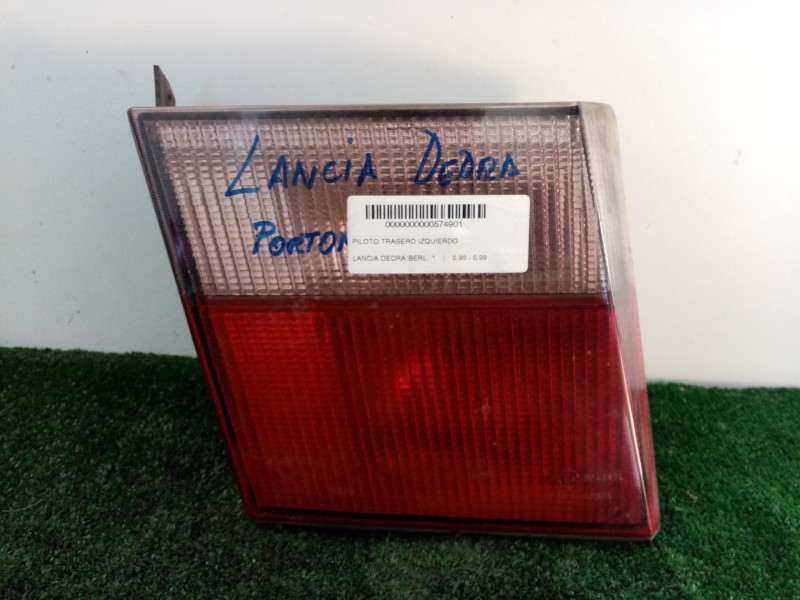 LANCIA DEDRA
PORTON
0000000000574901
PILOTO TRASERO IZQUIERDO
LANCIA DEDRA BERL. * | 0.90 - 0.99